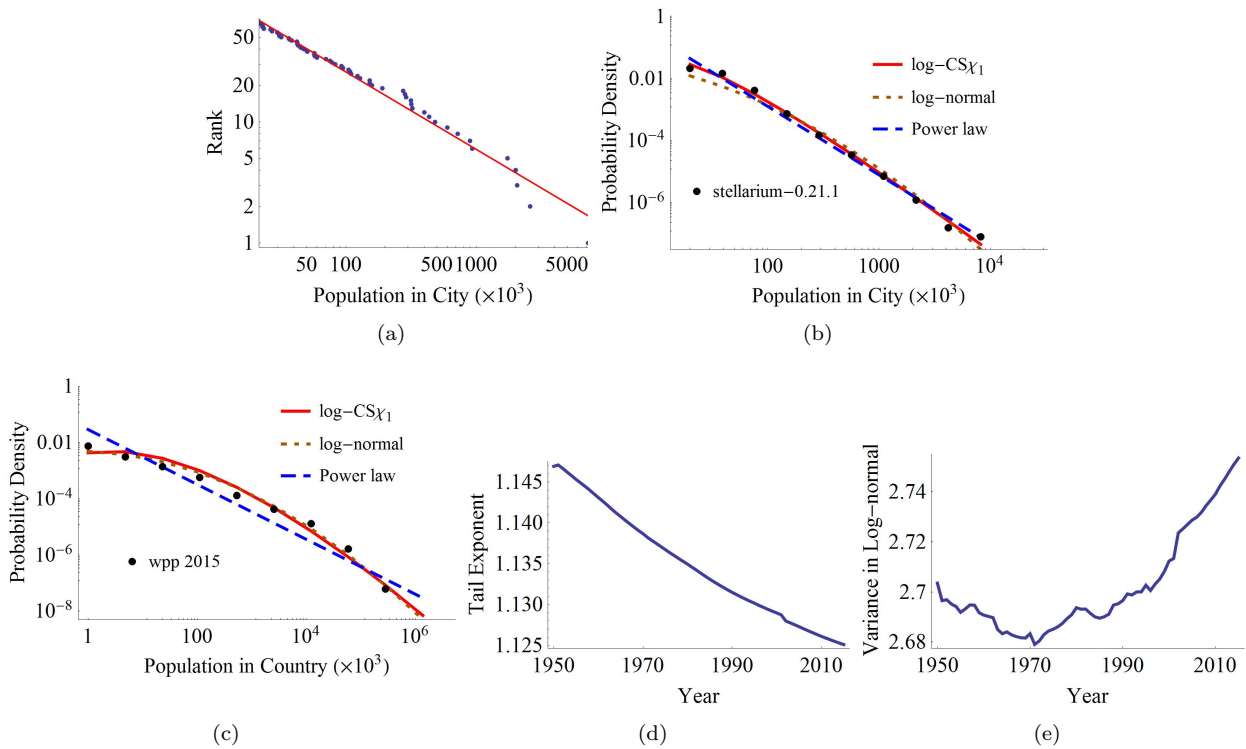 50
20
10
5
2
1
Rank
50 100 500 1000 5000
Population in City (×10³)
(a)
1
0.01
10⁻⁴
10⁻⁶
Probability Density
log−CSχ₁
log−normal
Power law
stellarium−0.21.1
100 1000 10⁴
Population in City (×10³)
(b)
1
0.01
10⁻⁴
10⁻⁶
10⁻⁸
Probability Density
log−CSχ₁
log−normal
Power law
wpp 2015
1 100 10⁴ 10⁶
Population in Country (×10³)
(c)
1.145
1.140
1.135
1.130
1.125
Tail Exponent
1950 1970 1990 2010
Year
(d)
2.74
2.72
2.7
2.68
Variance in Log−normal
1950 1970 1990 2010
Year
(e)